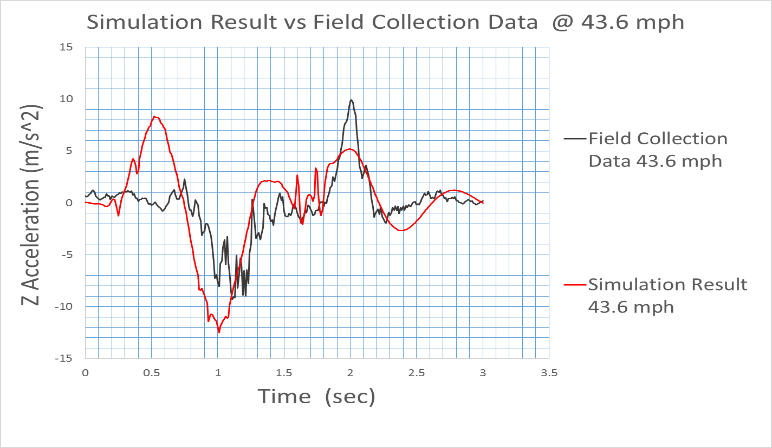 Simulation Result vs Field Collection Data @ 43.6 mph
15
10
5
0
-5
-10
-15
Z Acceleration (m/s^2)
0 0.5 1 1.5 2 2.5 3 3.5
Time (sec)
Field Collection
Data 43.6 mph
Simulation Result
43.6 mph